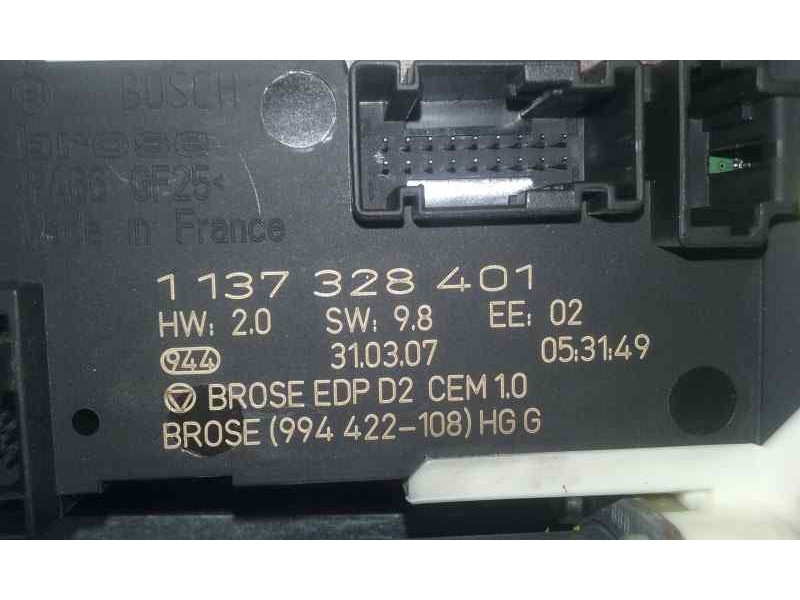 BOSCH
brose
GF25<
Made in France
1 137 328 401
HW: 2.0 SW: 9.8 EE: 02
944 31.03.07 05:31:49
BROSE EDP D2 CEM 1.0
BROSE (994 422-108) HG G